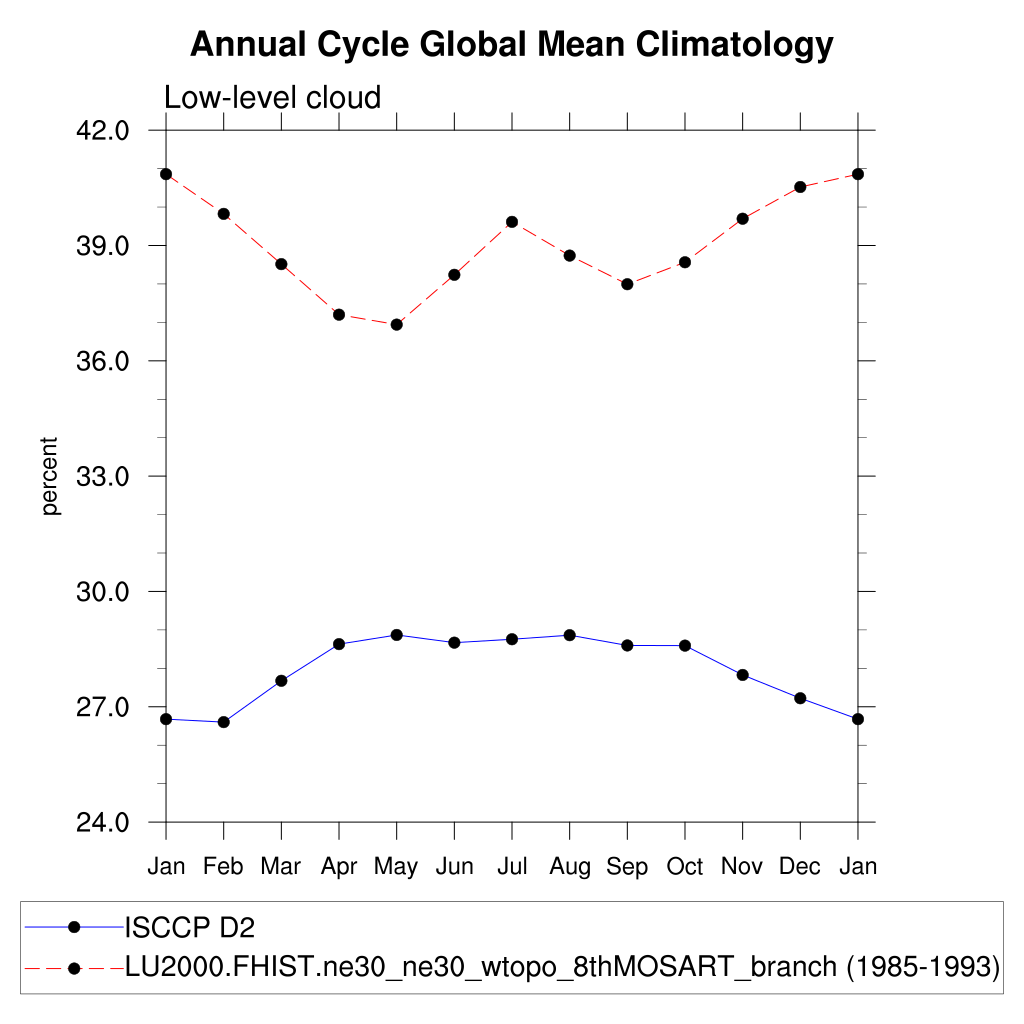 Annual Cycle Global Mean Climatology
Low-level cloud
42.0
39.0
36.0
33.0
30.0
27.0
24.0
percent
Jan Feb Mar Apr May Jun Jul Aug Sep Oct Nov Dec Jan
ISCCP D2
LU2000.FHIST.ne30_ne30_wtopo_8thMOSART_branch (1985-1993)